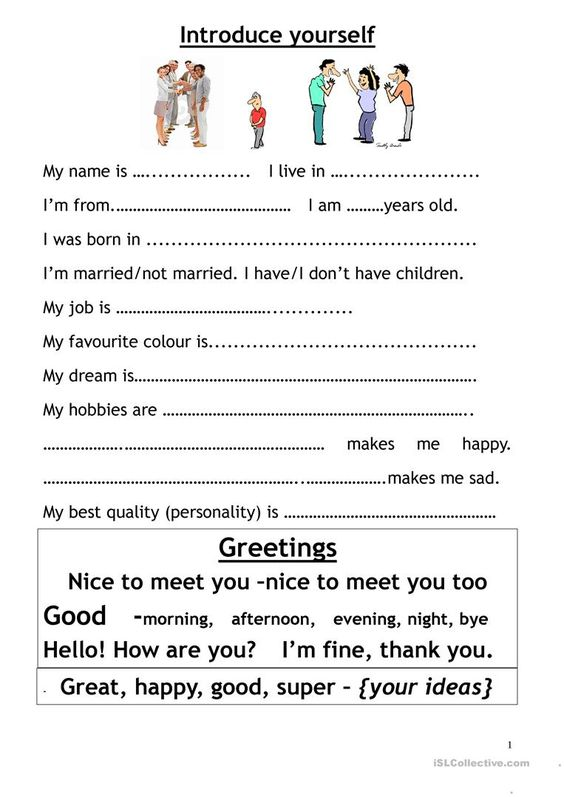 Introduce yourself
My name is ….................. I live in ….......................
I’m from.…………………………………… I am ………years old.
I was born in ......................................................
I’m married/not married. I have/I don’t have children.
My job is ………………………………..............
My favourite colour is............................................
My dream is……………………………………………………………………….
My hobbies are ………………………………………………………………..
……………….………………………………………… makes me happy.
……………………………………………………..……………….makes me sad.
My best quality (personality) is ……………………………………………
Greetings
Nice to meet you –nice to meet you too
Good -morning, afternoon, evening, night, bye
Hello! How are you? I’m fine, thank you.
- Great, happy, good, super – {your ideas}
1
iSLCollective.com